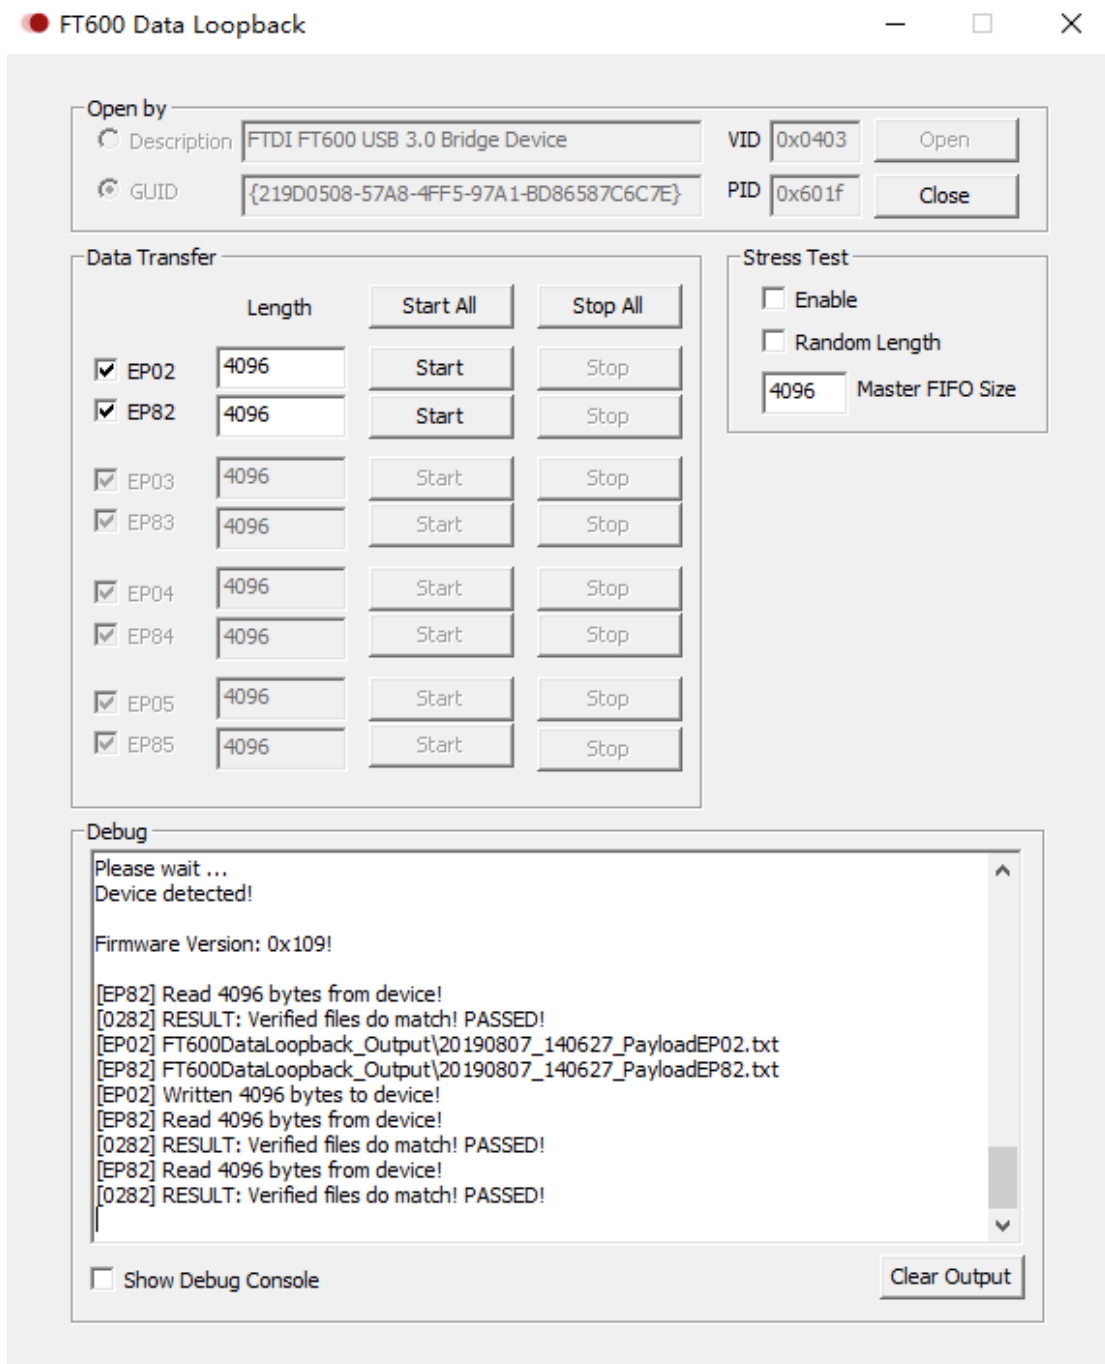 FT600 Data Loopback
Open by
Description FTDI FT600 USB 3.0 Bridge Device VID 0x0403 Open
GUID {219D0508-57A8-4FF5-97A1-BD86587C6C7E} PID 0x601f Close
Data Transfer
Length Start All Stop All
EP02 4096 Start Stop
EP82 4096 Start Stop
EP03 4096 Start Stop
EP83 4096 Start Stop
EP04 4096 Start Stop
EP84 4096 Start Stop
EP05 4096 Start Stop
EP85 4096 Start Stop
Stress Test
Enable
Random Length
4096 Master FIFO Size
Debug
Please wait ...
Device detected!
Firmware Version: 0x109!
[EP82] Read 4096 bytes from device!
[0282] RESULT: Verified files do match! PASSED!
[EP02] FT600DataLoopback_Output\20190807_140627_PayloadEP02.txt
[EP82] FT600DataLoopback_Output\20190807_140627_PayloadEP82.txt
[EP02] Written 4096 bytes to device!
[EP82] Read 4096 bytes from device!
[0282] RESULT: Verified files do match! PASSED!
[EP82] Read 4096 bytes from device!
[0282] RESULT: Verified files do match! PASSED!
Show Debug Console Clear Output